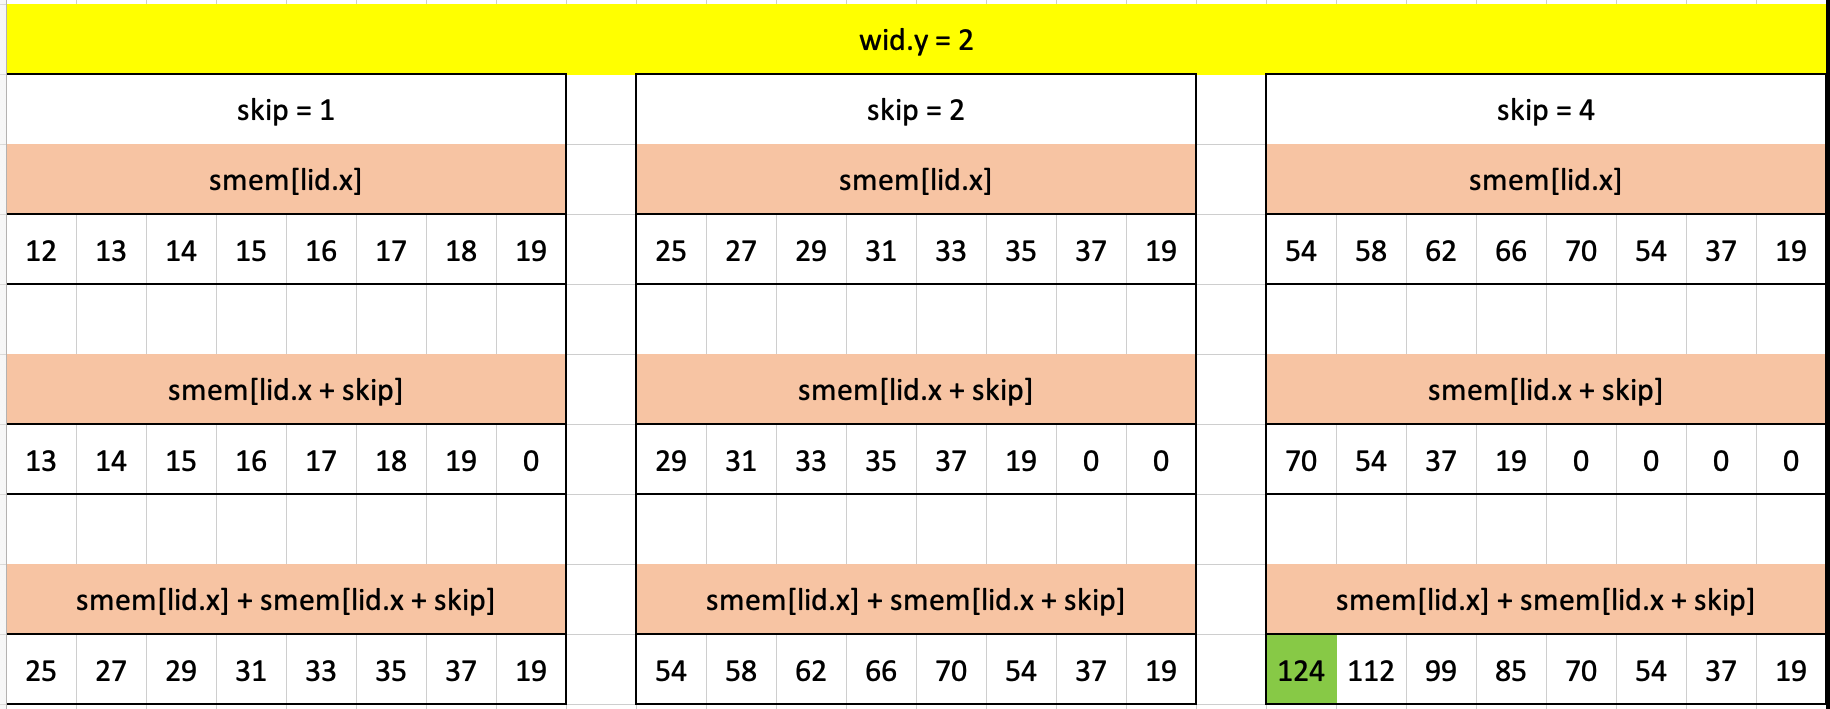 wid.y = 2
skip = 1 skip = 2 skip = 4
smem[lid.x] smem[lid.x] smem[lid.x]
12 13 14 15 16 17 18 19 25 27 29 31 33 35 37 19 54 58 62 66 70 54 37 19
smem[lid.x + skip] smem[lid.x + skip] smem[lid.x + skip]
13 14 15 16 17 18 19 0 29 31 33 35 37 19 0 0 70 54 37 19 0 0 0 0
smem[lid.x] + smem[lid.x + skip] smem[lid.x] + smem[lid.x + skip] smem[lid.x] + smem[lid.x + skip]
25 27 29 31 33 35 37 19 54 58 62 66 70 54 37 19 124 112 99 85 70 54 37 19